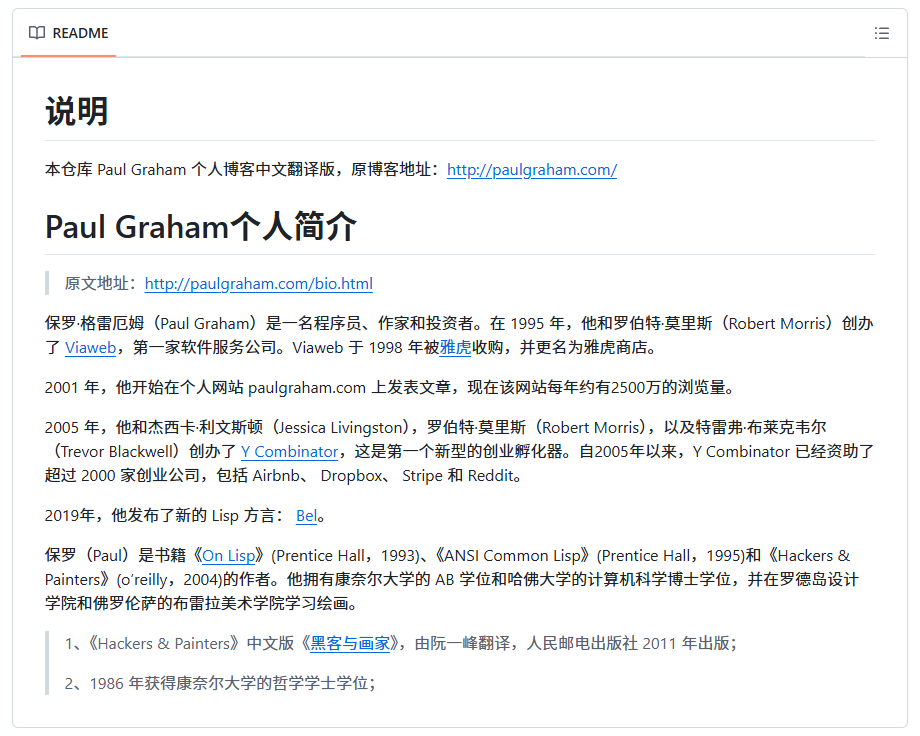 README
说明
本仓库 Paul Graham 个人博客中文翻译版，原博客地址：http://paulgraham.com/
Paul Graham个人简介
原文地址：http://paulgraham.com/bio.html
保罗·格雷厄姆（Paul Graham）是一名程序员、作家和投资者。在 1995 年，他和罗伯特·莫里斯（Robert Morris）创办
了 Viaweb，第一家软件服务公司。Viaweb 于 1998 年被雅虎收购，并更名为雅虎商店。
2001 年，他开始在个人网站 paulgraham.com 上发表文章，现在该网站每年约有2500万的浏览量。
2005 年，他和杰西卡·利文斯顿（Jessica Livingston），罗伯特·莫里斯（Robert Morris），以及特雷弗·布莱克韦尔
（Trevor Blackwell）创办了 Y Combinator，这是第一个新型的创业孵化器。自2005年以来，Y Combinator 已经资助了
超过 2000 家创业公司，包括 Airbnb、 Dropbox、 Stripe 和 Reddit。
2019年，他发布了新的 Lisp 方言： Bel。
保罗（Paul）是书籍《On Lisp》(Prentice Hall，1993)、《ANSI Common Lisp》(Prentice Hall，1995)和《Hackers &
Painters》(o’reilly，2004)的作者。他拥有康奈尔大学的 AB 学位和哈佛大学的计算机科学博士学位，并在罗德岛设计
学院和佛罗伦萨的布雷拉美术学院学习绘画。
1、《Hackers & Painters》中文版《黑客与画家》，由阮一峰翻译，人民邮电出版社 2011 年出版；
2、1986 年获得康奈尔大学的哲学学士学位；